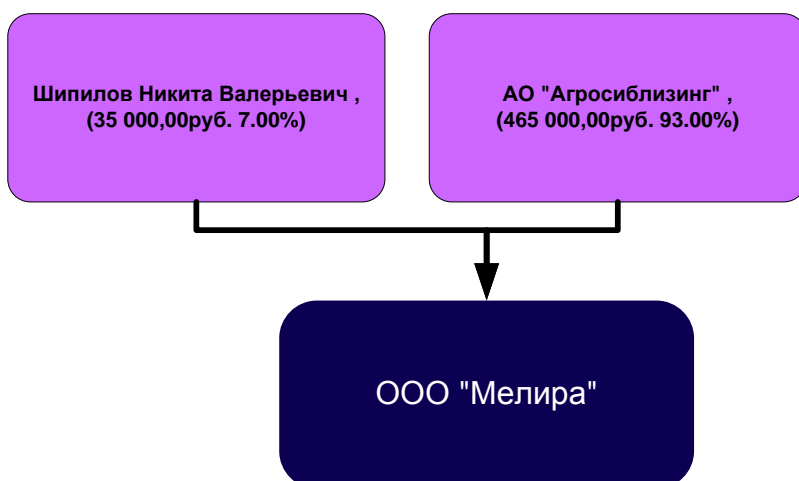 Шипилов Никита Валерьевич ,
(35 000,00руб. 7.00%)
АО "Агросиблизинг" ,
(465 000,00руб. 93.00%)
ООО "Мелира"